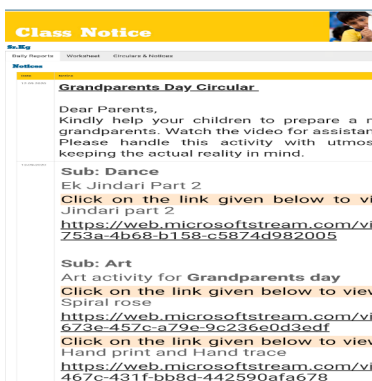 Class Notice
Sr.Kg
Daily Reports Worksheet Circulars & Notices
Notices
Date Notice
Grandparents Day Circular
Dear Parents,
Kindly help your children to prepare a
grandparents. Watch the video for
Please handle this activity with
keeping the actual reality in mind.
Sub: Dance
Ek Jindari Part 2
Click on the link given below to
Jindari part 2
https://web.microsoftstream.com/vi
753a-4b68-b158-c5874d982005
Sub: Art
Art activity for Grandparents day
Click on the link given below to
Spiral rose
https://web.microsoftstream.com/vi
673e-457c-a79e-9c236e0d3edf
Click on the link given below to
Hand print and Hand trace
https://web.microsoftstream.com/vi
467c-431f-bb8d-442590afa678